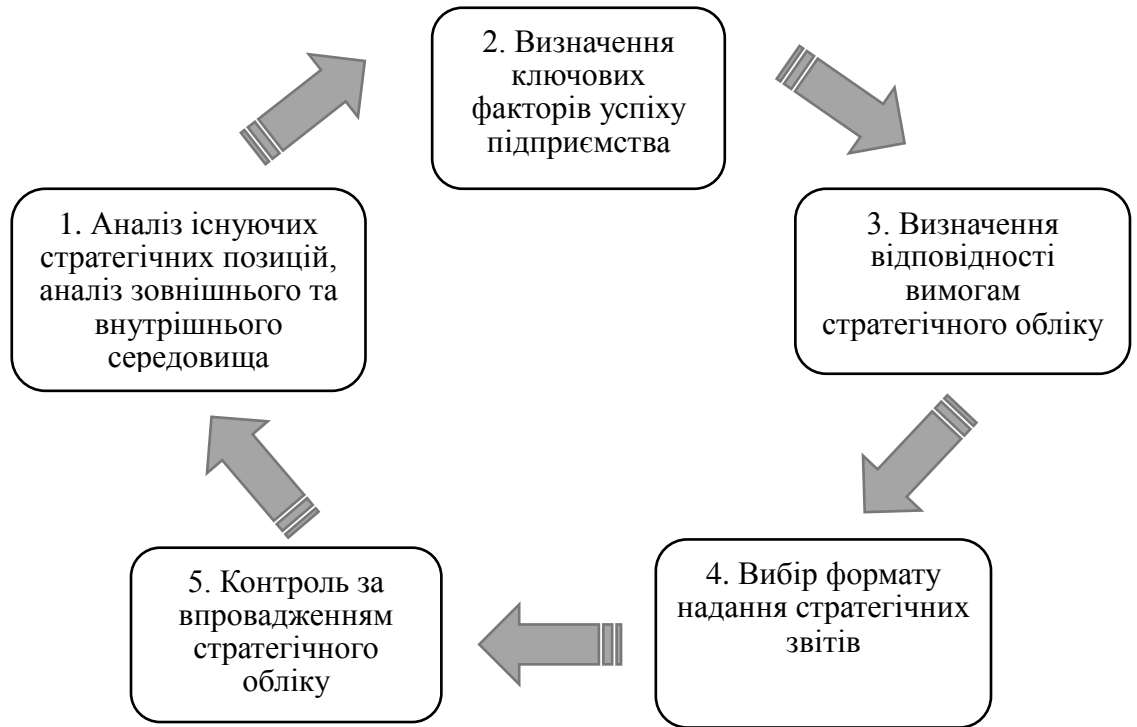 1. Аналіз існуючих
стратегічних позицій,
аналіз зовнішнього та
внутрішнього
середовища
2. Визначення
ключових
факторів успіху
підприємства
3. Визначення
відповідності
вимогам
стратегічного обліку
4. Вибір формату
надання стратегічних
звітів
5. Контроль за
впровадженням
стратегічного
обліку